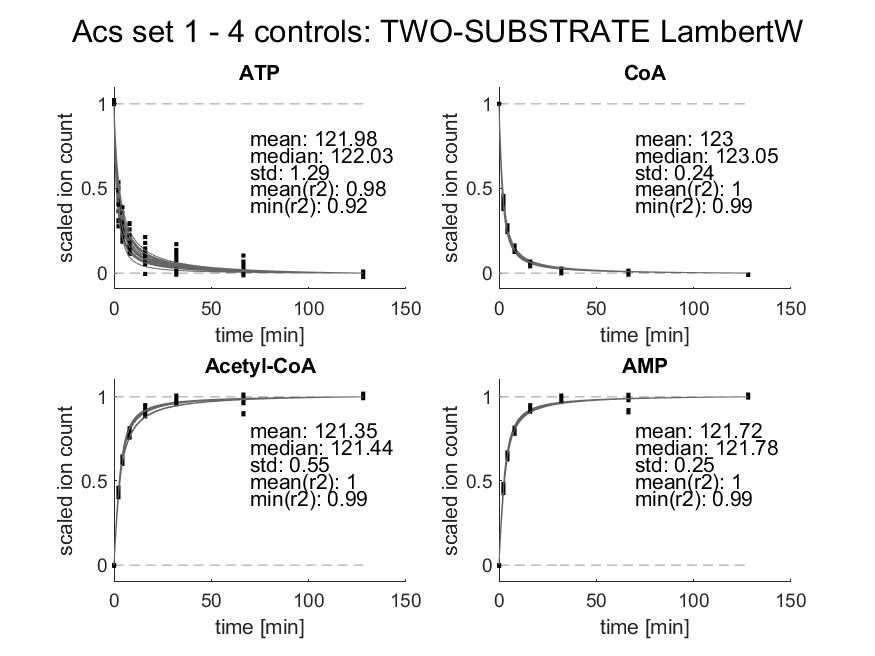 Acs set 1 - 4 controls: TWO-SUBSTRATE LambertW
ATP
scaled ion count
1
0.5
0
mean: 121.98
median: 122.03
std: 1.29
mean(r2): 0.98
min(r2): 0.92
0
50
100
150
time [min]
CoA
scaled ion count
1
0.5
0
mean: 123
median: 123.05
std: 0.24
mean(r2): 1
min(r2): 0.99
0
50
100
150
time [min]
Acetyl-CoA
scaled ion count
1
0.5
0
mean: 121.35
median: 121.44
std: 0.55
mean(r2): 1
min(r2): 0.99
0
50
100
150
time [min]
AMP
scaled ion count
1
0.5
0
mean: 121.72
median: 121.78
std: 0.25
mean(r2): 1
min(r2): 0.99
0
50
100
150
time [min]